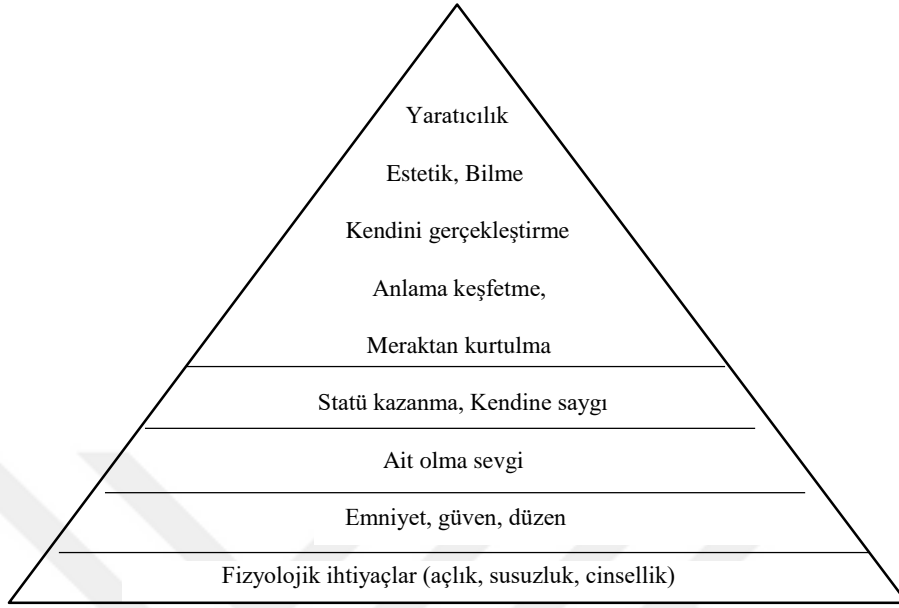 Yaratıcılık
Estetik, Bilme
Kendini gerçekleştirme
Anlama keşfetme,
Meraktan kurtulma
Statü kazanma, Kendine saygı
Ait olma sevgi
Emniyet, güven, düzen
Fizyolojik ihtiyaçlar (açlık, susuzluk, cinsellik)